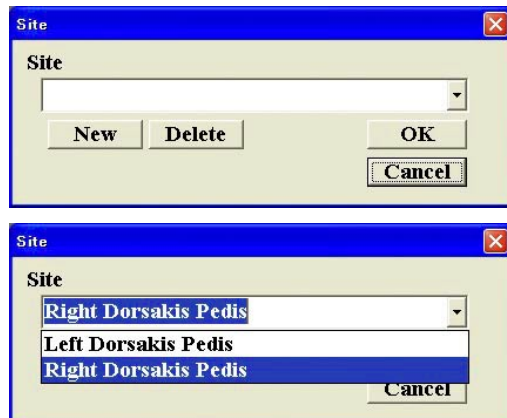 Site
Site
New Delete OK
Cancel
Site
Site
Right Dorsakis Pedis
Left Dorsakis Pedis
Right Dorsakis Pedis
Cancel